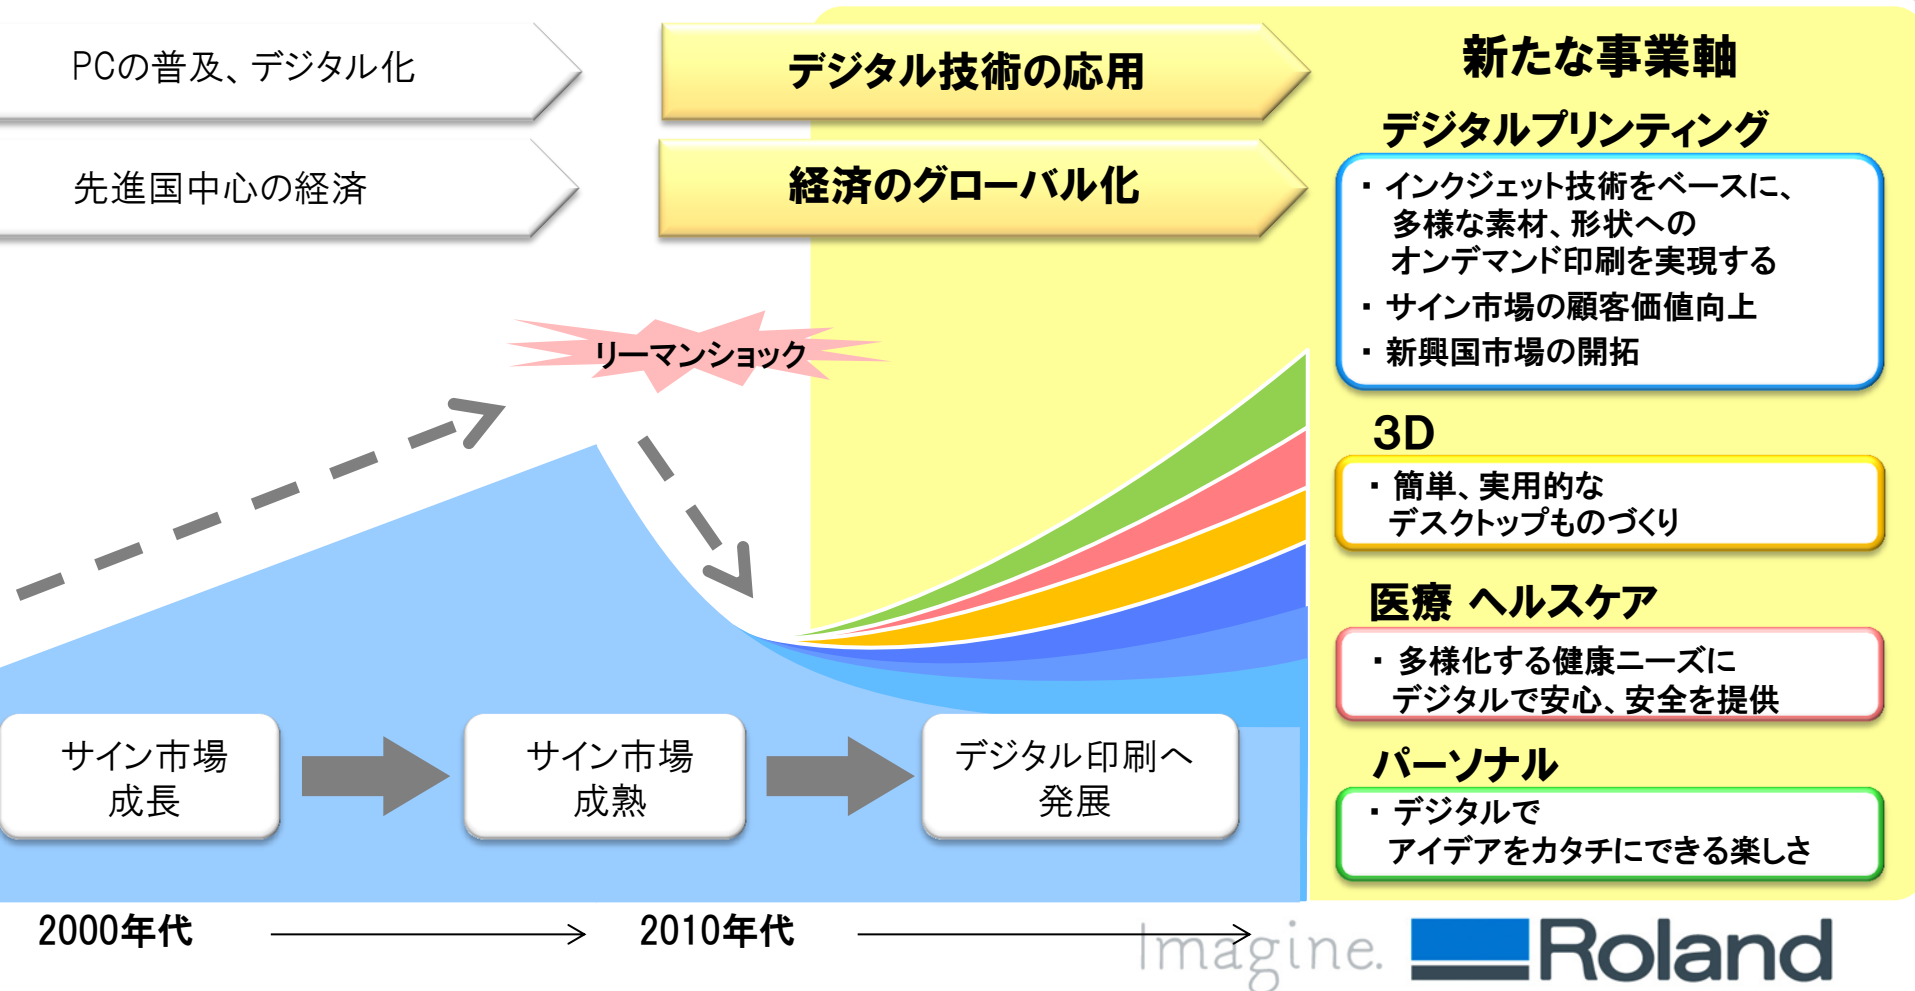 PCの普及、デジタル化
デジタル技術の応用
先進国中心の経済
経済のグローバル化
新たな事業軸
デジタルプリンティング
・ インクジェット技術をベースに、
多様な素材、形状への
オンデマンド印刷を実現する
・ サイン市場の顧客価値向上
・ 新興国市場の開拓
リーマンショック
3D
・ 簡単、実用的な
デスクトップものづくり
医療 ヘルスケア
・ 多様化する健康ニーズに
デジタルで安心、安全を提供
パーソナル
・ デジタルで
アイデアをカタチにできる楽しさ
サイン市場
成長
サイン市場
成熟
デジタル印刷へ
発展
2000年代
2010年代
Imagine.
Roland